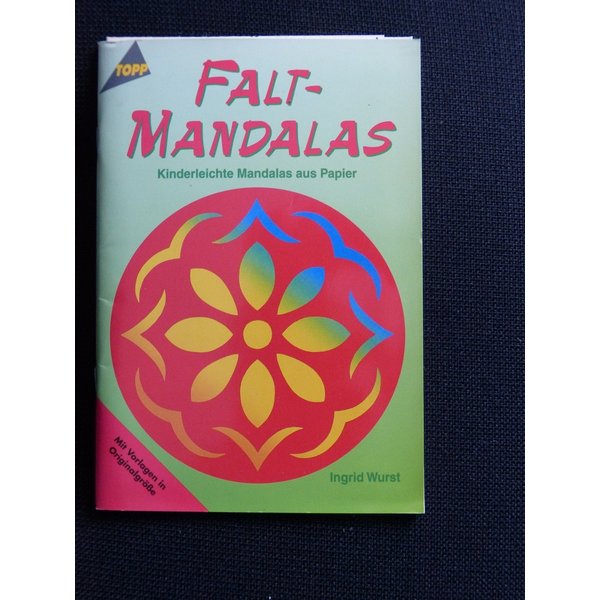 TOPP
FALT-
MANDALAS
Kinderleichte Mandalas aus Papier
Mit Vorlagen in
Originalgröße
Ingrid Wurst